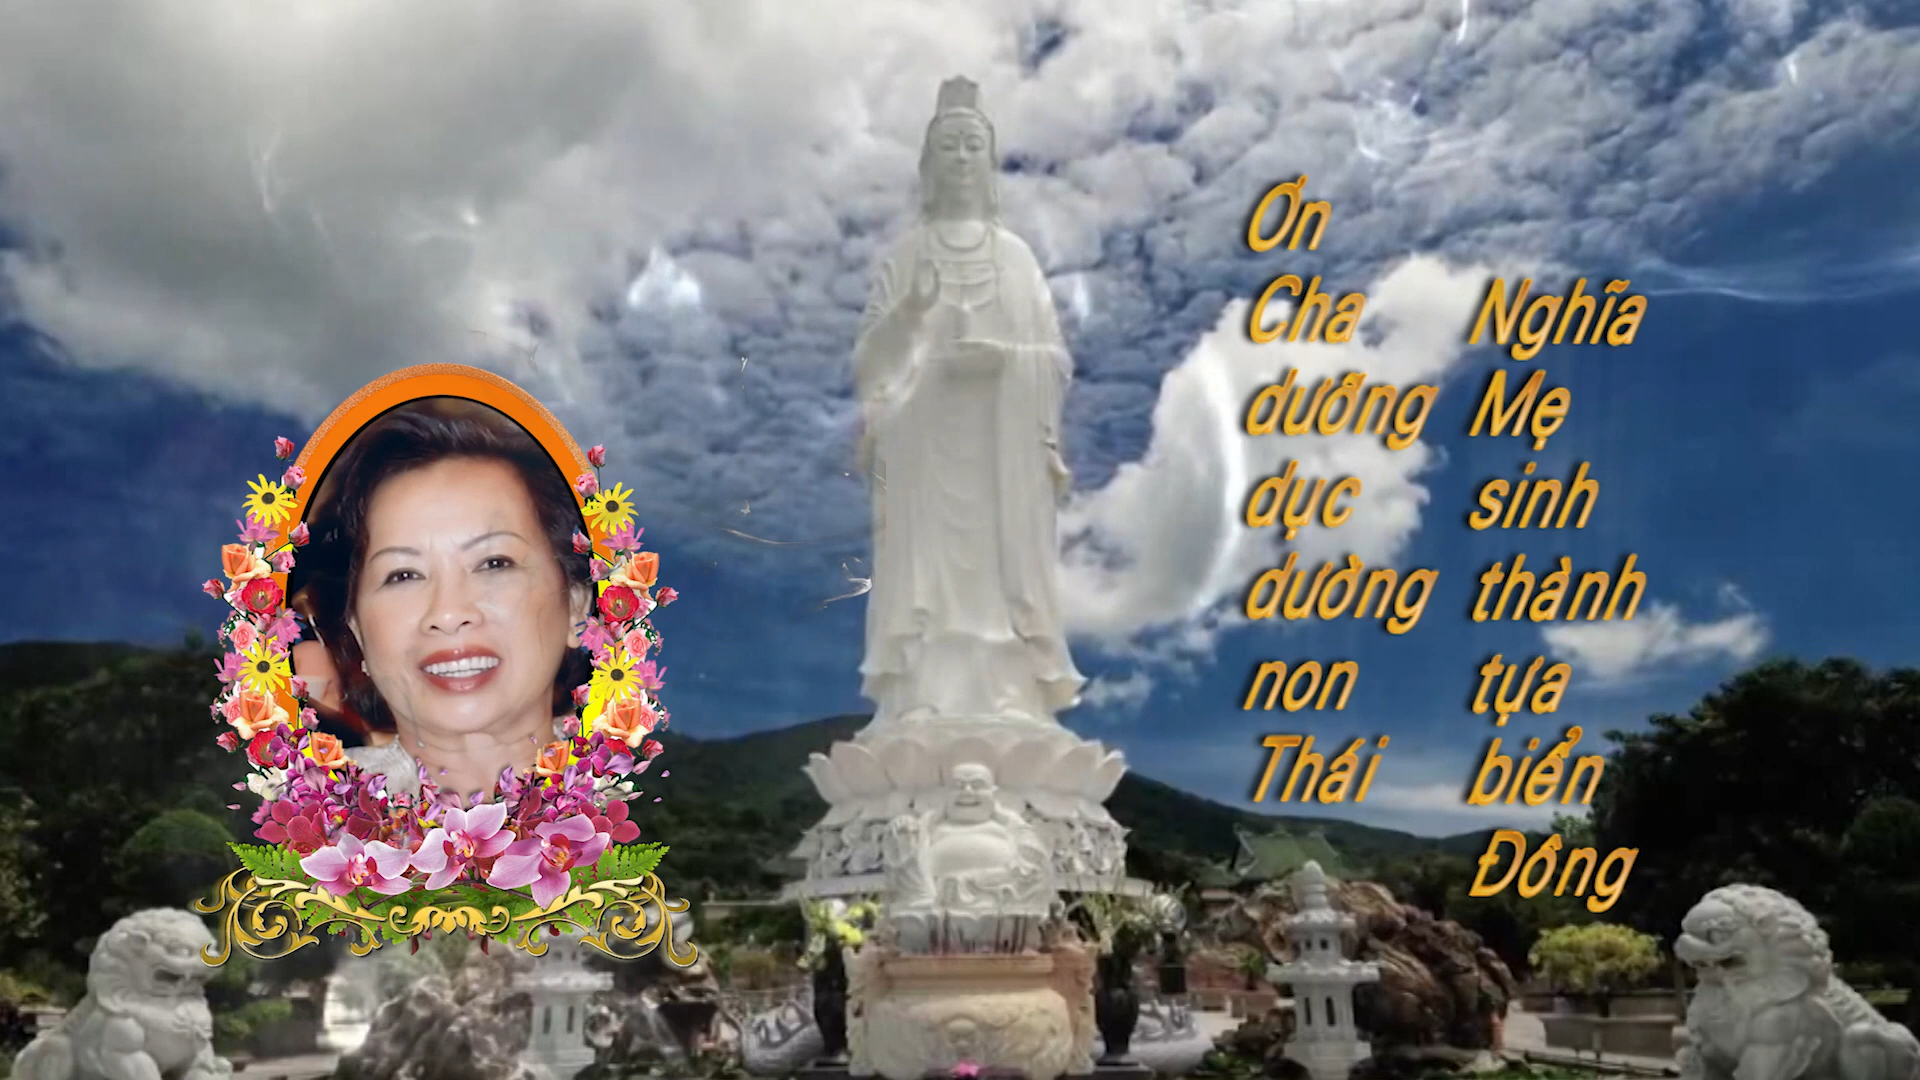 Ơn
Cha
dưỡng
dục
dường
non
Thái
Nghĩa
Mẹ
sinh
thành
tựa
biển
Đông